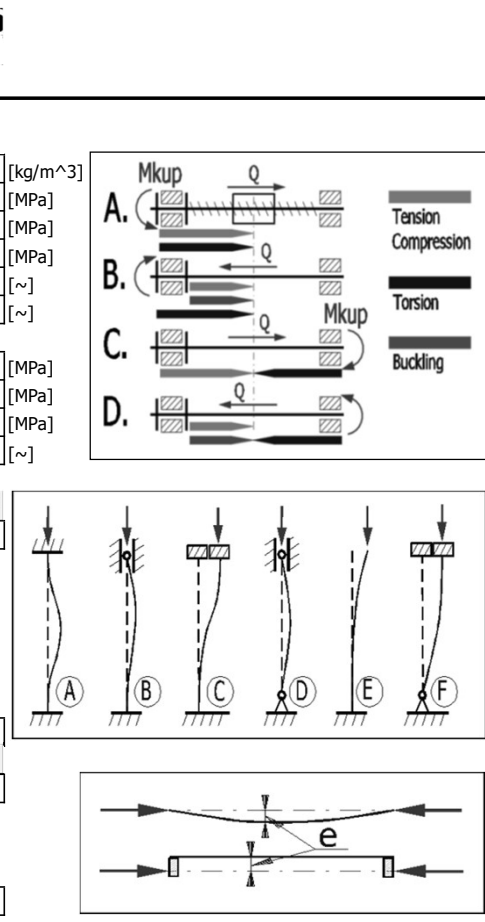 [kg/m^3]
[MPa]
[MPa]
[MPa]
[~]
[~]
[MPa]
[MPa]
[MPa]
[~]
Mkup
Q
A.
Tension
Compression
B.
Q
Torsion
Mkup
C.
Q
Buckling
D.
Q
A
B
C
D
E
F
e